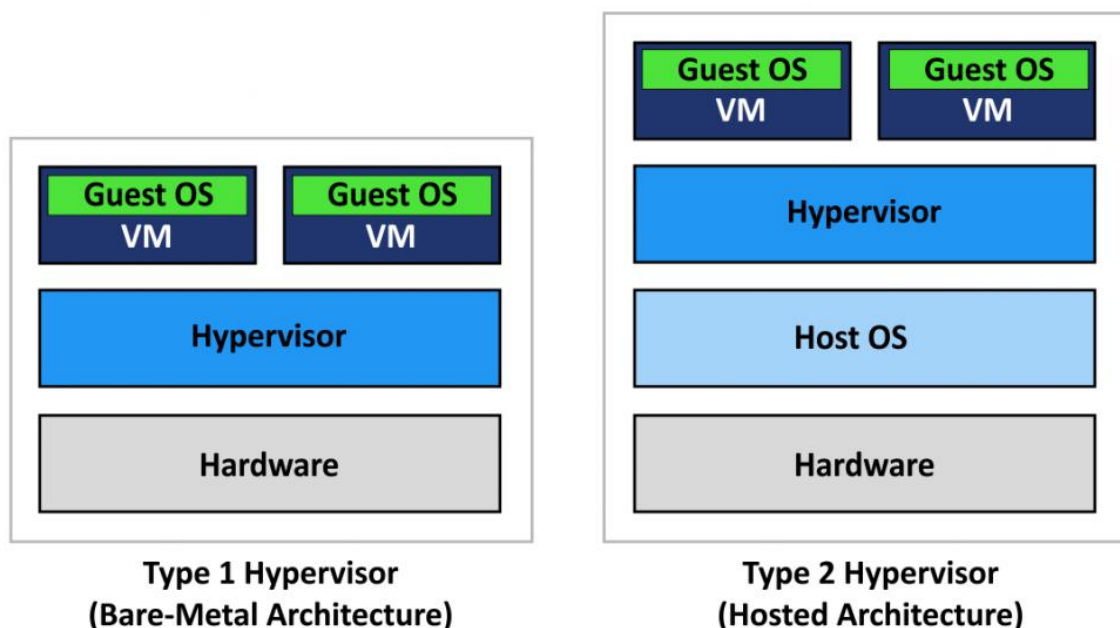 Guest OS
VM
Guest OS
VM
Hypervisor
Hardware
Type 1 Hypervisor
(Bare-Metal Architecture)
Guest OS
VM
Guest OS
VM
Hypervisor
Host OS
Hardware
Type 2 Hypervisor
(Hosted Architecture)